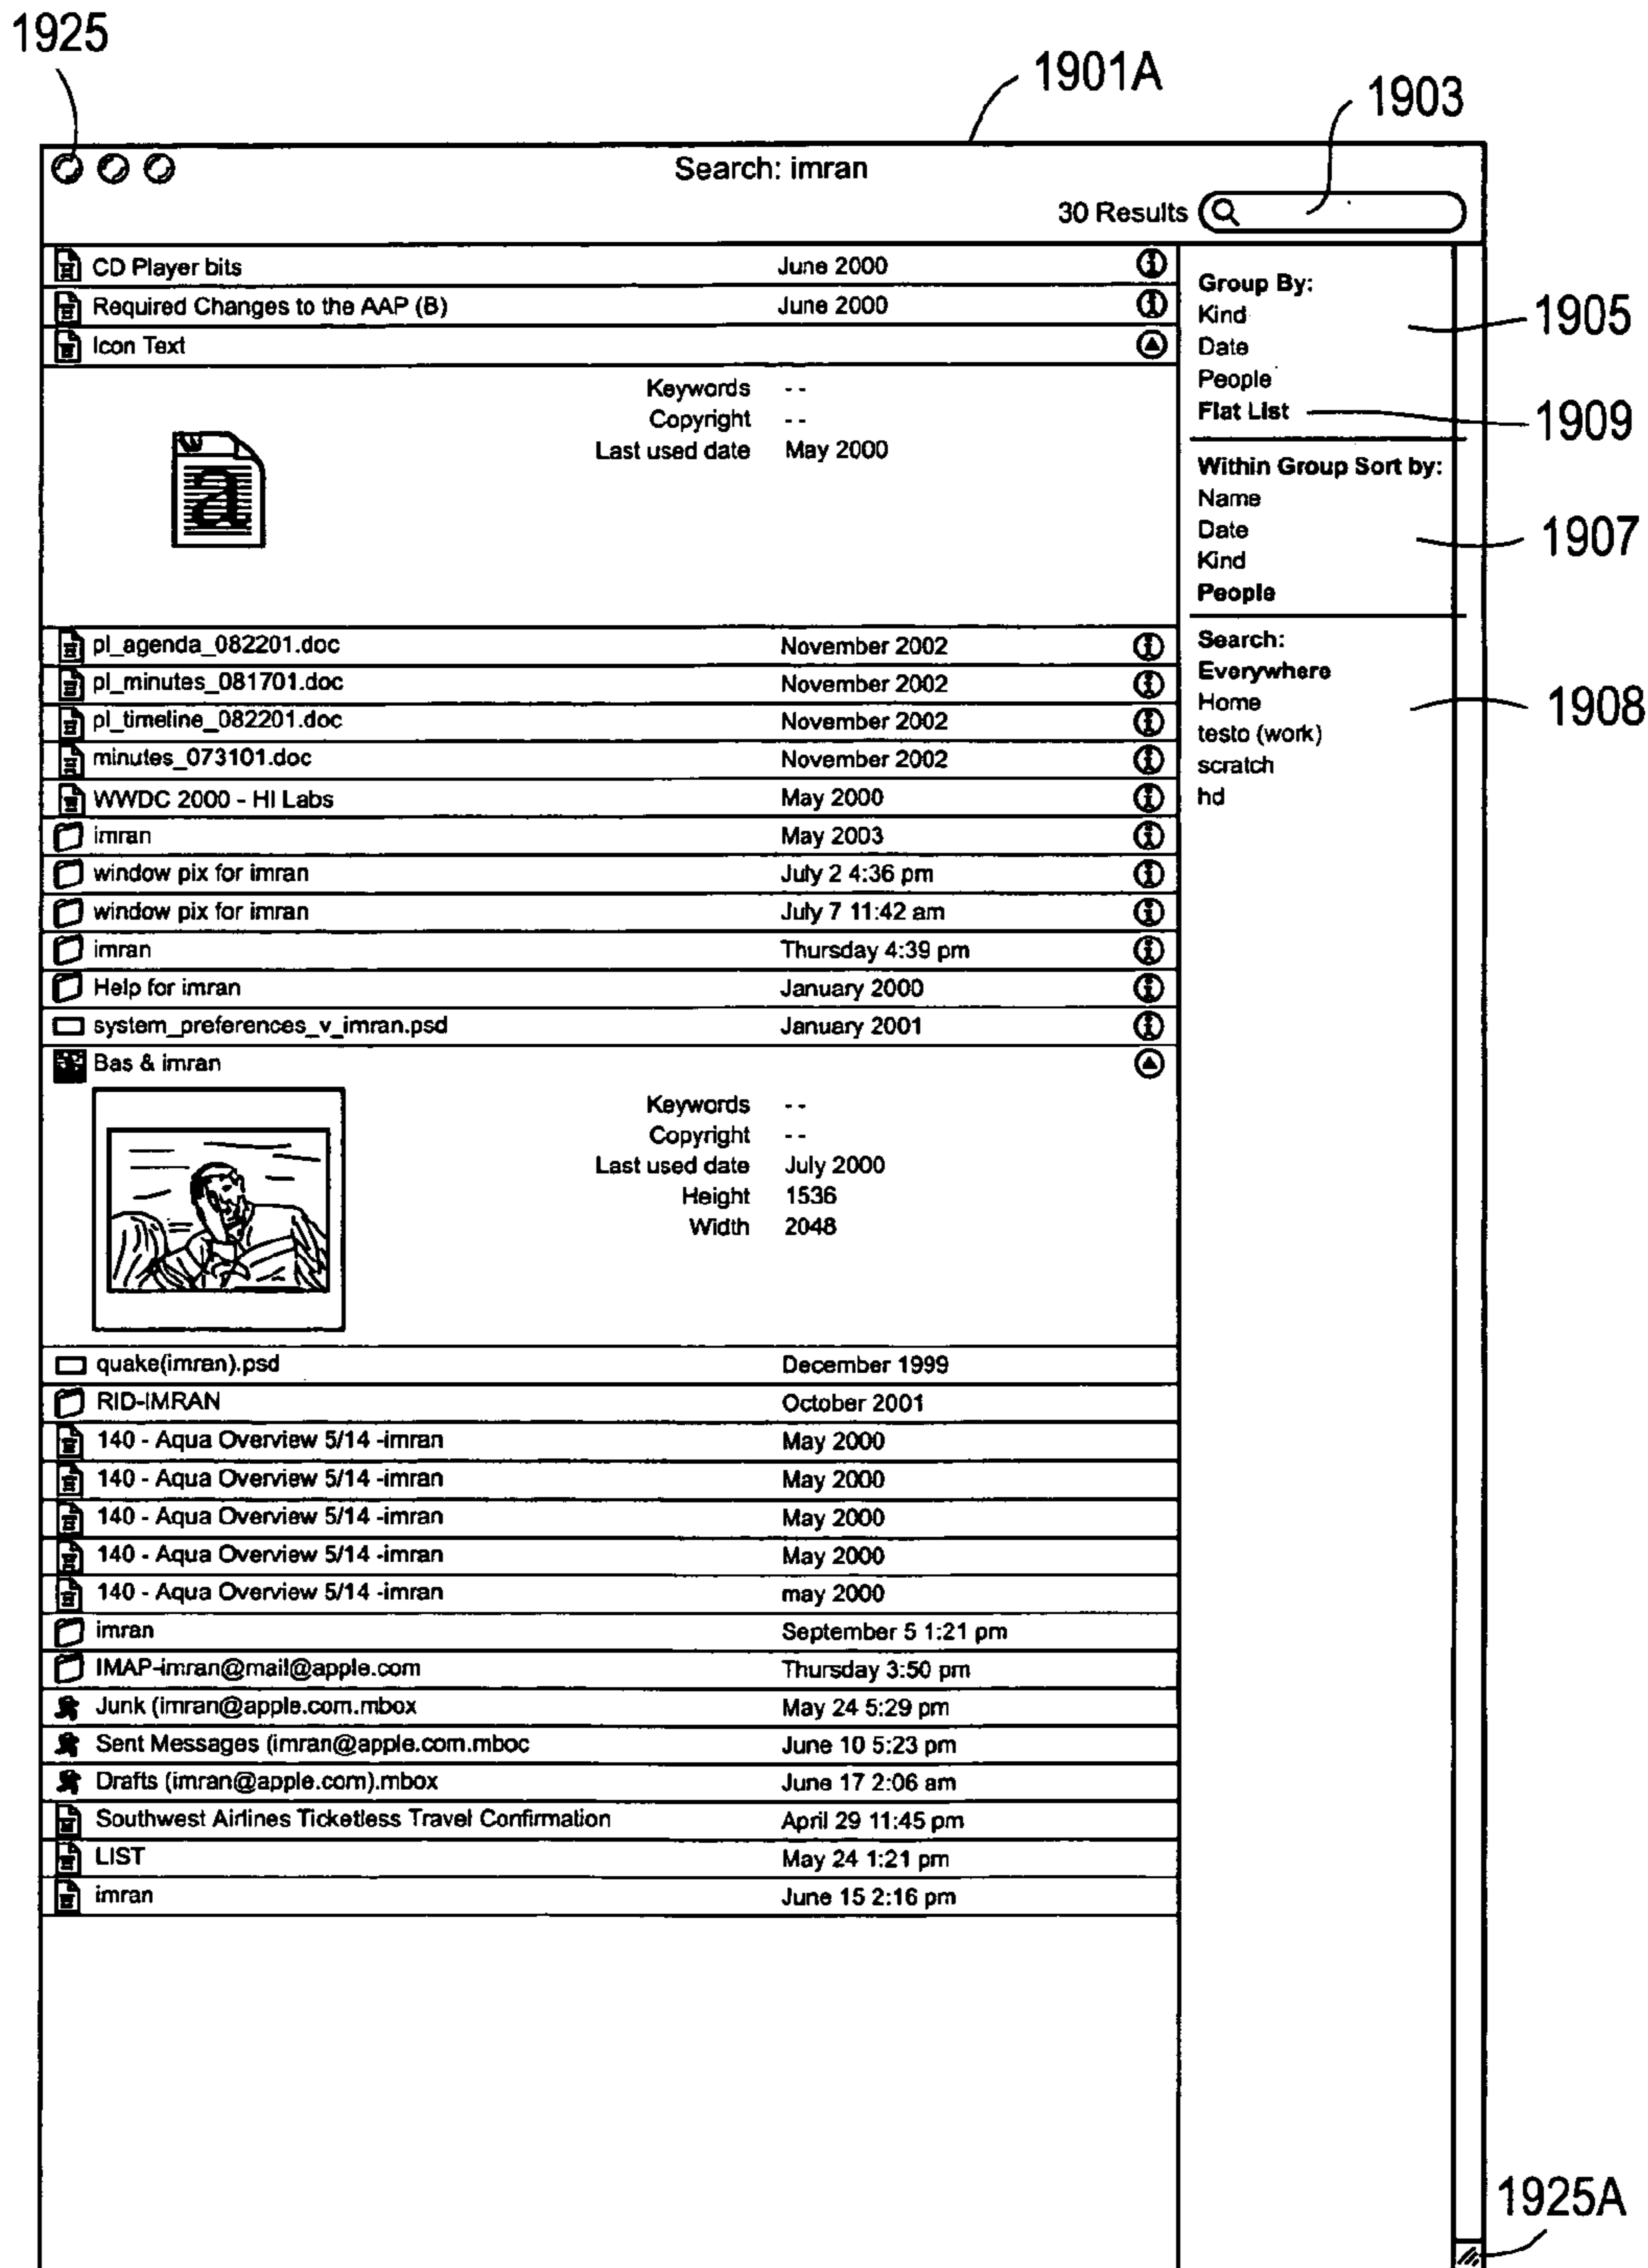 1925
1901A
1903
Search: imran
30 Results
CD Player bits June 2000
Required Changes to the AAP (B) June 2000
Icon Text
Keywords - -
Copyright - -
Last used date May 2000
a
pl_agenda_082201.doc November 2002
pl_minutes_081701.doc November 2002
pl_timeline_082201.doc November 2002
minutes_073101.doc November 2002
WWDC 2000 - HI Labs May 2000
imran May 2003
window pix for imran July 2 4:36 pm
window pix for imran July 7 11:42 am
imran Thursday 4:39 pm
Help for imran January 2000
system_preferences_v_imran.psd January 2001
Bas & imran
Keywords - -
Copyright - -
Last used date July 2000
Height 1536
Width 2048
quake(imran).psd December 1999
RID-IMRAN October 2001
140 - Aqua Overview 5/14 -imran May 2000
140 - Aqua Overview 5/14 -imran May 2000
140 - Aqua Overview 5/14 -imran May 2000
140 - Aqua Overview 5/14 -imran May 2000
140 - Aqua Overview 5/14 -imran may 2000
imran September 5 1:21 pm
IMAP-imran@mail@apple.com Thursday 3:50 pm
Junk (imran@apple.com.mbox May 24 5:29 pm
Sent Messages (imran@apple.com.mboc June 10 5:23 pm
Drafts (imran@apple.com).mbox June 17 2:06 am
Southwest Airlines Ticketless Travel Confirmation April 29 11:45 pm
LIST May 24 1:21 pm
imran June 15 2:16 pm
Group By:
Kind
Date
People
Flat List
Within Group Sort by:
Name
Date
Kind
People
Search:
Everywhere
Home
testo (work)
scratch
hd
1905
1909
1907
1908
1925A